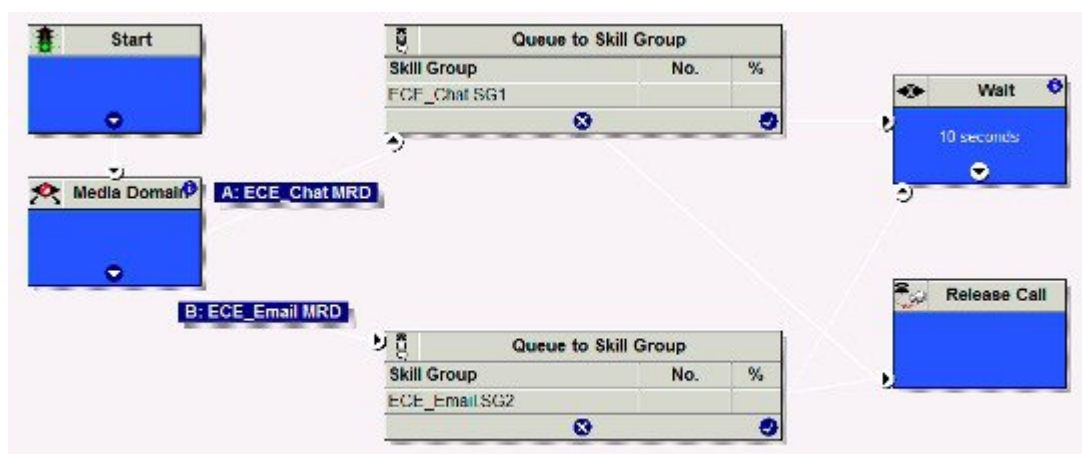 Start
Queue to Skill Group
Skill Group No. %
ECE_Chat SG1
Wait
10 seconds
Media Domain
A: ECE_Chat MRD
B: ECE_Email MRD
Release Call
Queue to Skill Group
Skill Group No. %
ECE_Email SG2